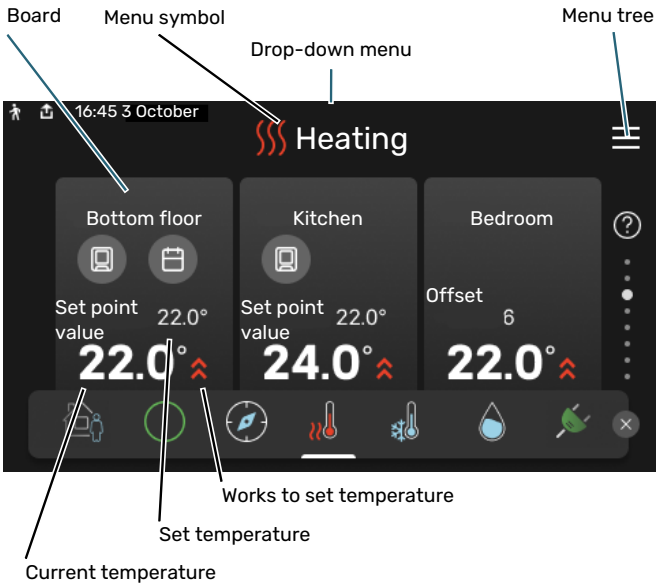 Board
Menu symbol
Menu tree
Drop-down menu
16:45 3 October
Heating
?
Bottom floor
Kitchen
Bedroom
Set point value
22.0°
Set point value
22.0°
Offset
6
22.0°
24.0°
22.0°
Works to set temperature
Set temperature
Current temperature